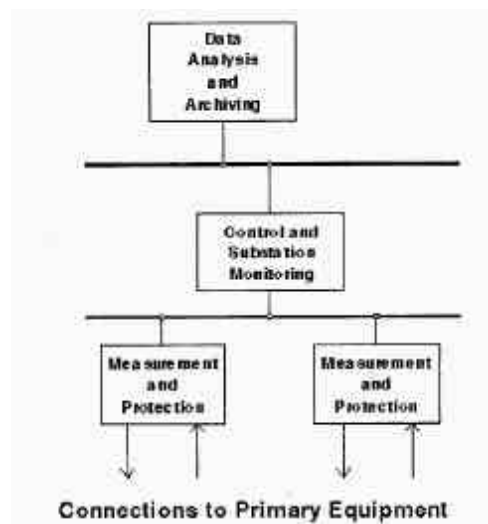 Data
Analysis
and
Archiving
Control and
Substation
Monitoring
Measurement
and
Protection
Measurement
and
Protection
Connections to Primary Equipment